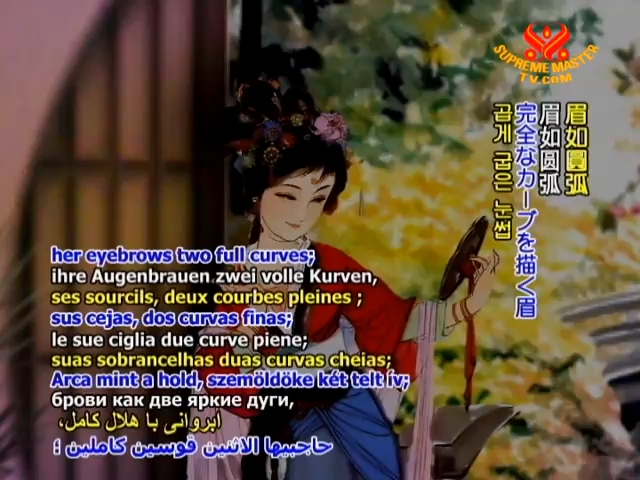 SUPREME MASTER
TV.COM
眉如圓弧
眉如圆弧
完全なカーブを描く眉
곱게 굽은 눈썹
her eyebrows two full curves;
ihre Augenbrauen zwei volle Kurven,
ses sourcils, deux courbes pleines ;
sus cejas, dos curvas finas;
le sue ciglia due curve piene;
suas sobrancelhas duas curvas cheias;
Arca mint a hold, szemöldöke két telt ív;
брови как две яркие дуги,
ابروانی با هلال کامل،
حاجبيها الاثنين قوسين كاملين ؛